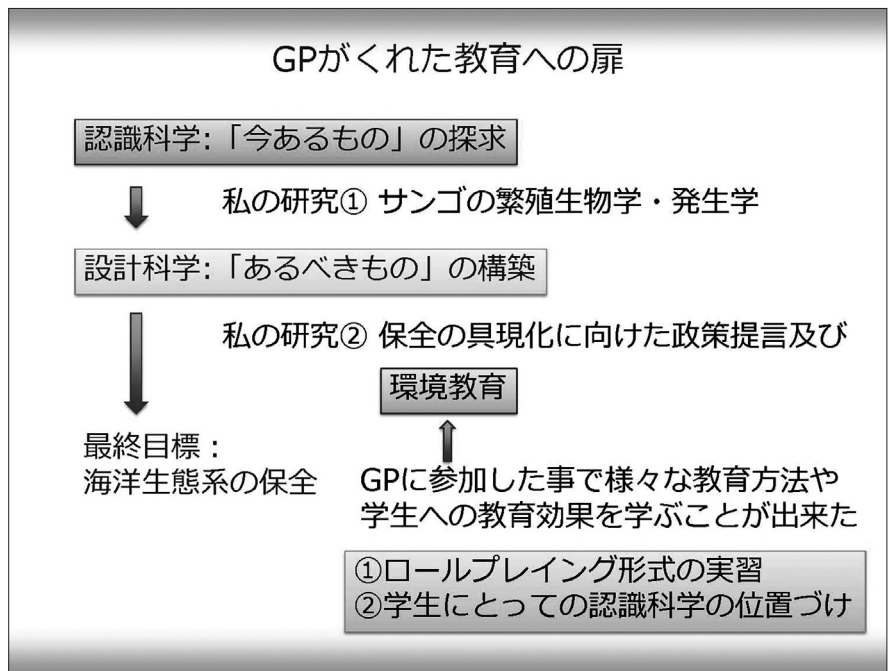 GPがくれた教育への扉
認識科学:「今あるもの」の探求
私の研究① サンゴの繁殖生物学・発生学
設計科学:「あるべきもの」の構築
私の研究② 保全の具現化に向けた政策提言及び
環境教育
最終目標：
海洋生態系の保全
GPに参加した事で様々な教育方法や
学生への教育効果を学ぶことが出来た
①ロールプレイング形式の実習
②学生にとっての認識科学の位置づけ